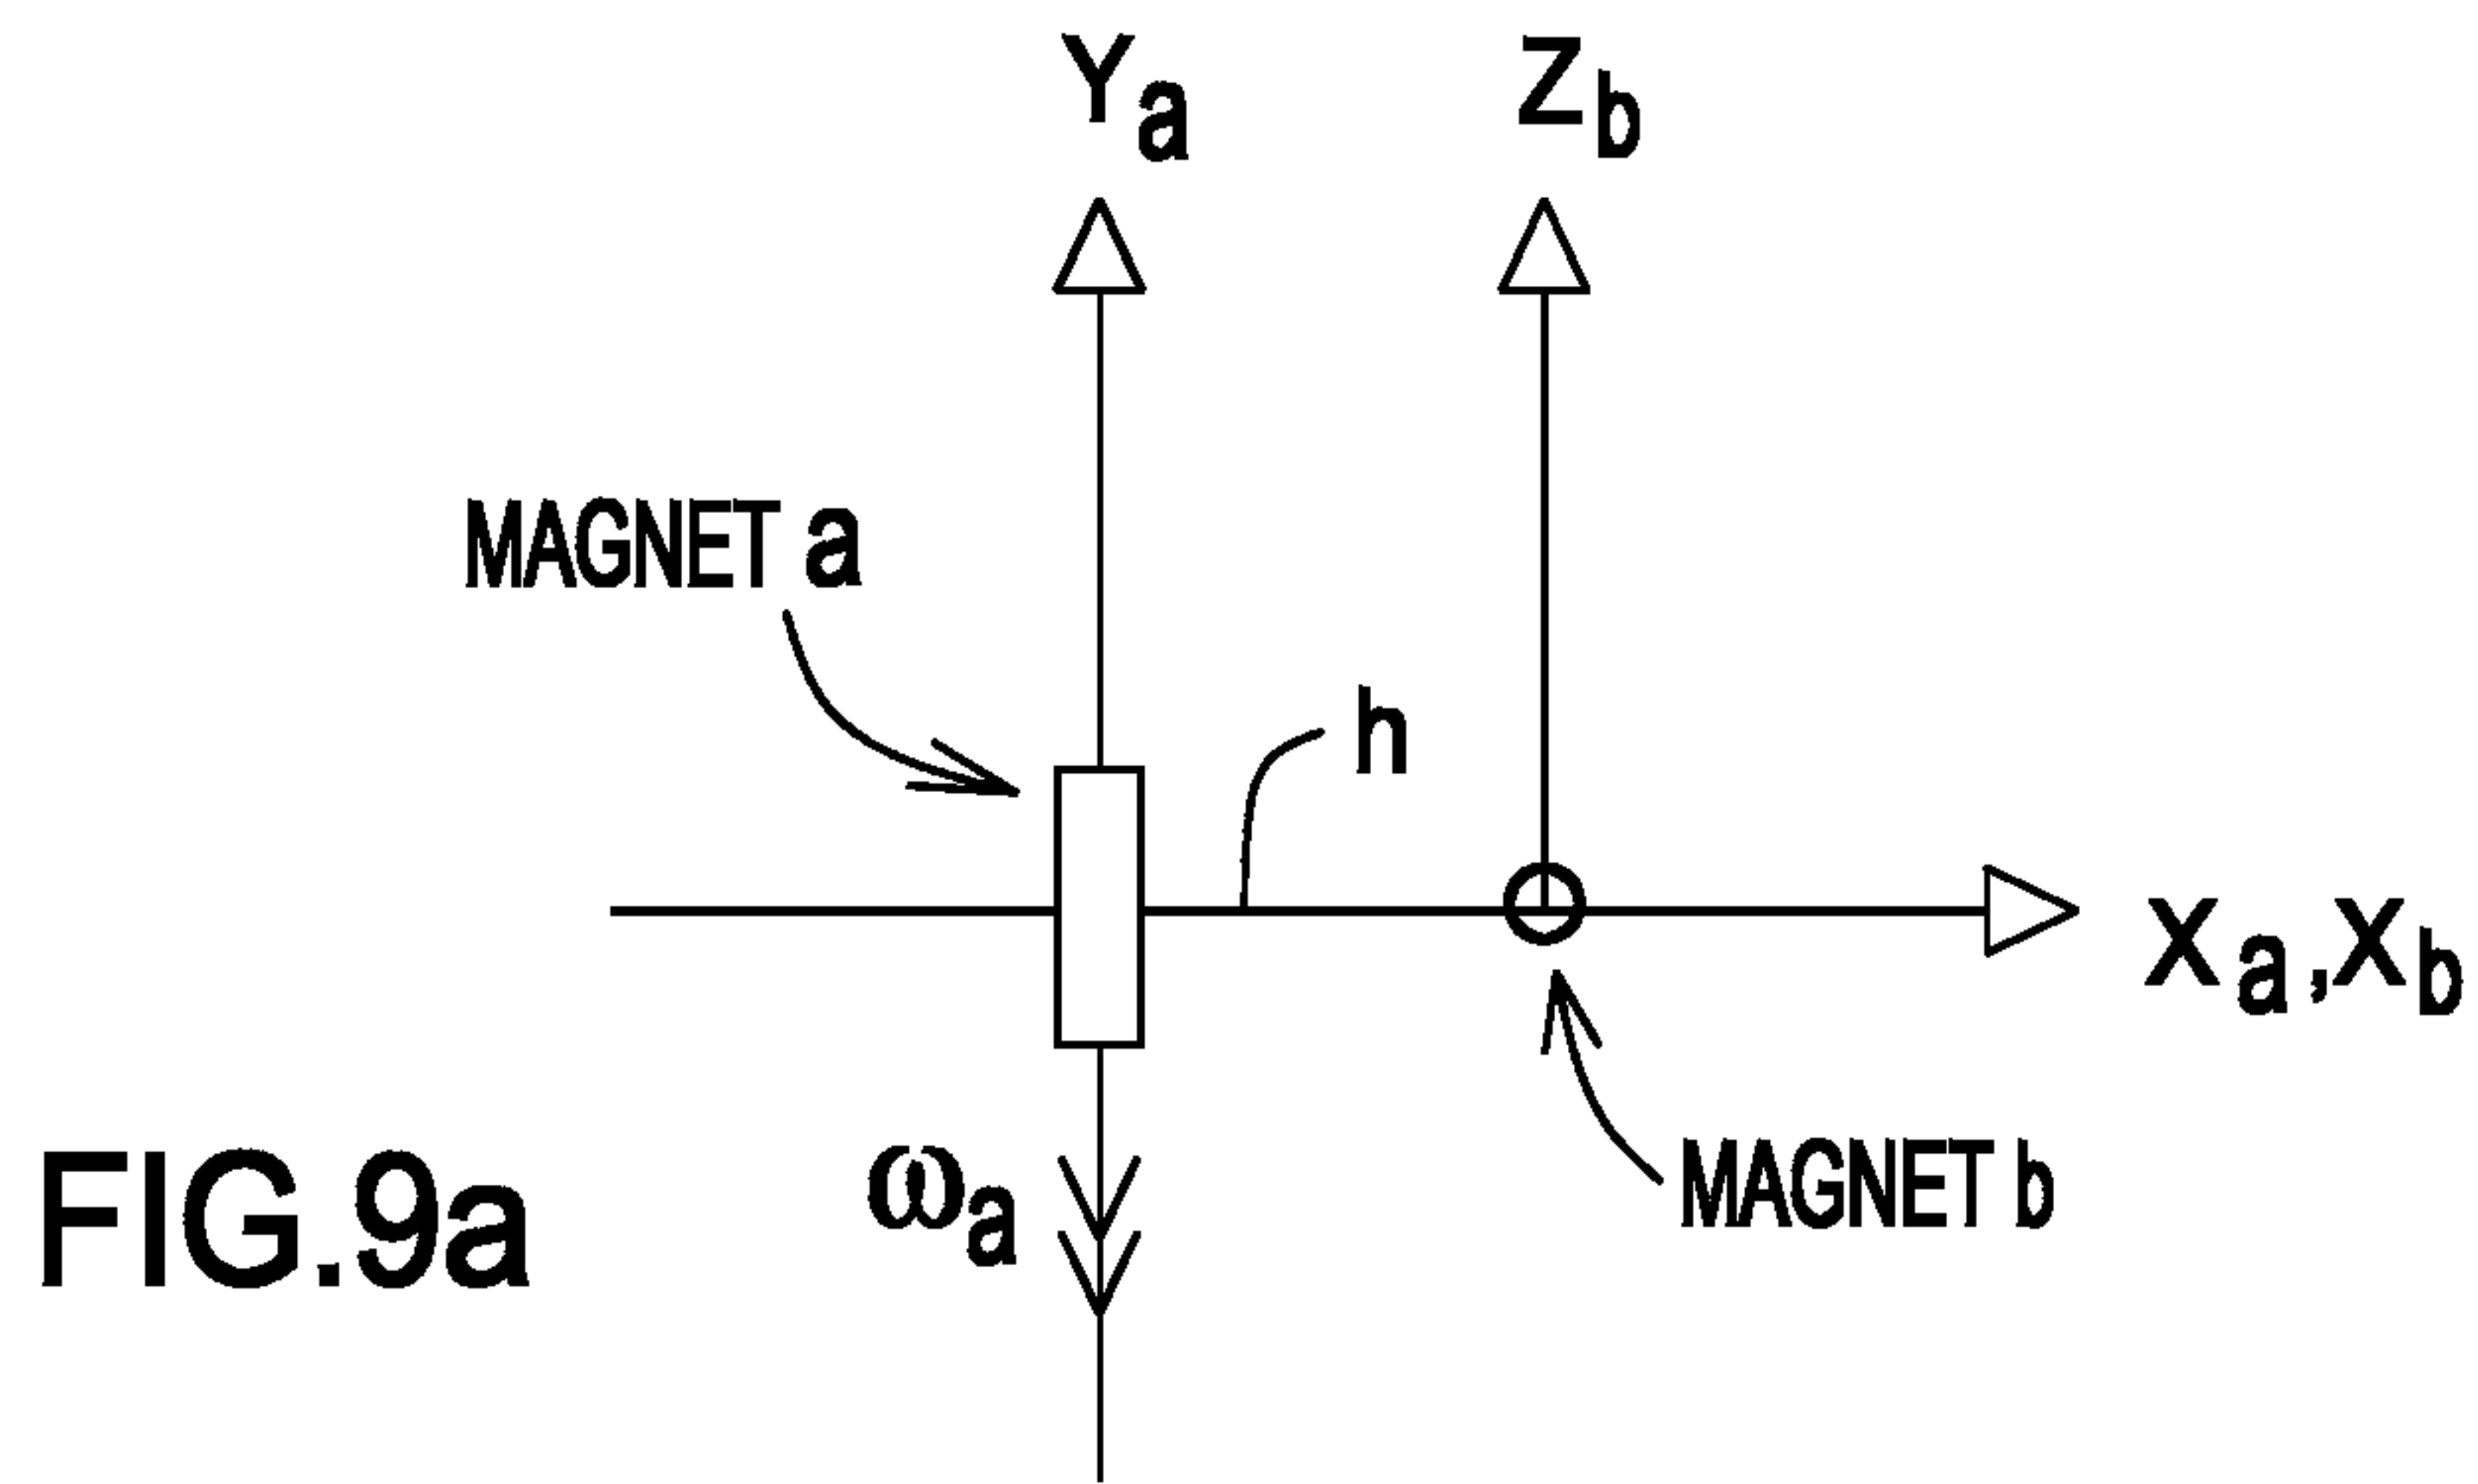 Ya
Zb
MAGNET a
h
Xa,Xb
ωa
MAGNET b
FIG.9a